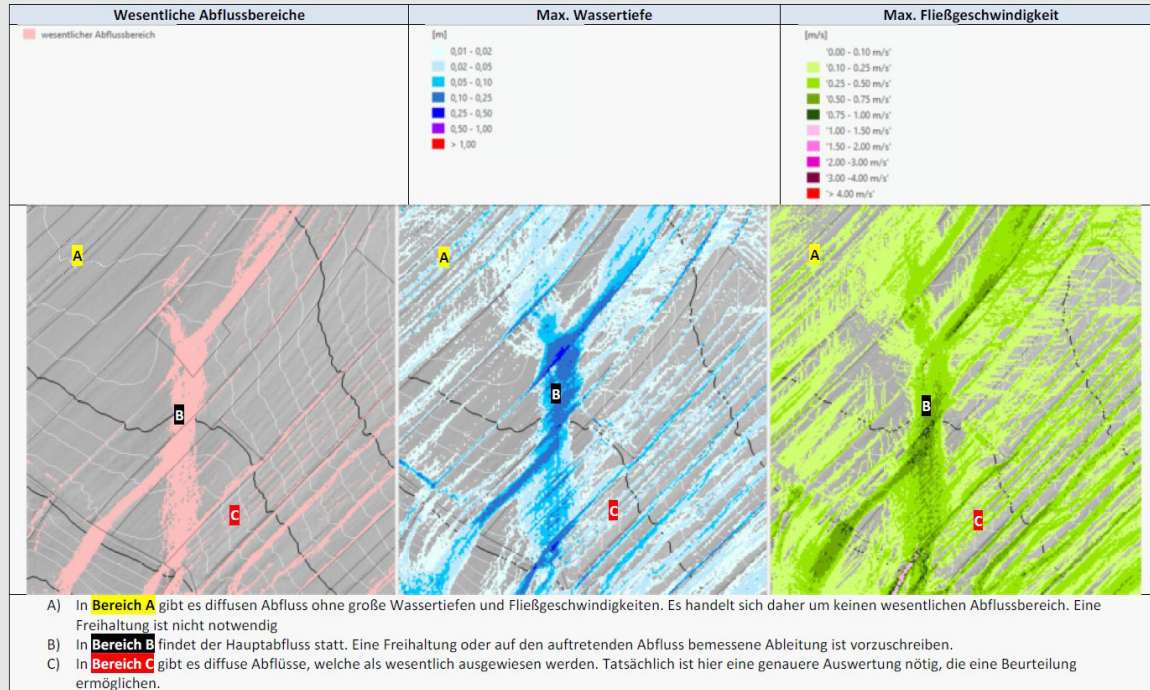 Wesentliche Abflussbereiche
Max. Wassertiefe
Max. Fließgeschwindigkeit
wesentlicher Abflussbereich
[m]
0,01 - 0,02
0,02 - 0,05
0,05 - 0,10
0,10 - 0,25
0,25 - 0,50
0,50 - 1,00
> 1,00
[m/s]
'0.00 - 0.10 m/s'
'0.10 - 0.25 m/s'
'0.25 - 0.50 m/s'
'0.50 - 0.75 m/s'
'0.75 - 1.00 m/s'
'1.00 - 1.50 m/s'
'1.50 - 2.00 m/s'
'2.00 -3.00 m/s'
'3.00 -4.00 m/s'
'> 4.00 m/s'
A
B
C
A
B
C
A
B
C
A) In Bereich A gibt es diffusen Abfluss ohne große Wassertiefen und Fließgeschwindigkeiten. Es handelt sich daher um keinen wesentlichen Abflussbereich. Eine
Freihaltung ist nicht notwendig
B) In Bereich B findet der Hauptabfluss statt. Eine Freihaltung oder auf den auftretenden Abfluss bemessene Ableitung ist vorzuschreiben.
C) In Bereich C gibt es diffuse Abflüsse, welche als wesentlich ausgewiesen werden. Tatsächlich ist hier eine genauere Auswertung nötig, die eine Beurteilung
ermöglichen.